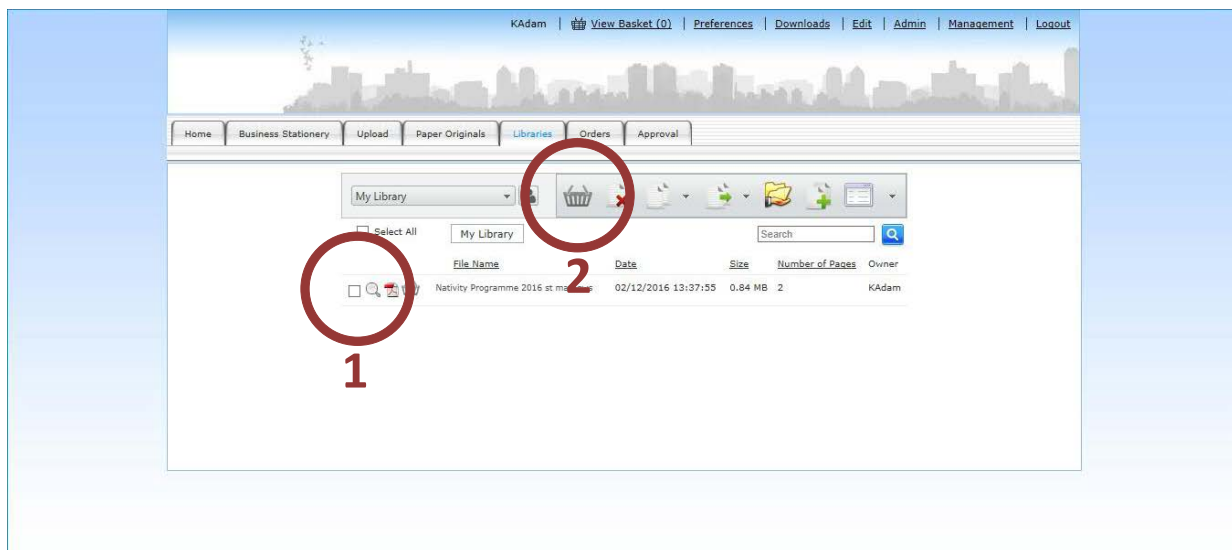 KAdam | View Basket (0) | Preferences | Downloads | Edit | Admin | Management | Logout
Home Business Stationery Upload Paper Originals Libraries Orders Approval
My Library
Select All My Library Search
File Name Date Size Number of Pages Owner
Nativity Programme 2016 st 02/12/2016 13:37:55 0.84 MB 2 KAdam
2
1